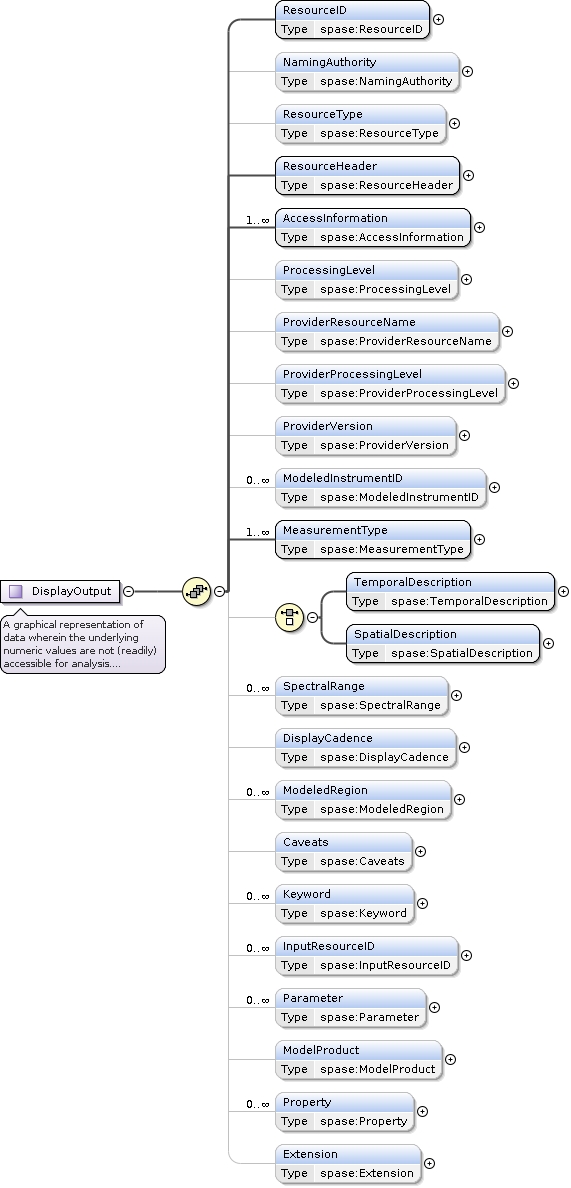 ResourceID
Type spase:ResourceID
NamingAuthority
Type spase:NamingAuthority
ResourceType
Type spase:ResourceType
ResourceHeader
Type spase:ResourceHeader
1..∞ AccessInformation
Type spase:AccessInformation
ProcessingLevel
Type spase:ProcessingLevel
ProviderResourceName
Type spase:ProviderResourceName
ProviderProcessingLevel
Type spase:ProviderProcessingLevel
ProviderVersion
Type spase:ProviderVersion
0..∞ ModeledInstrumentID
Type spase:ModeledInstrumentID
1..∞ MeasurementType
Type spase:MeasurementType
DisplayOutput
A graphical representation of
data wherein the underlying
numeric values are not (readily)
accessible for analysis....
TemporalDescription
Type spase:TemporalDescription
SpatialDescription
Type spase:SpatialDescription
0..∞ SpectralRange
Type spase:SpectralRange
DisplayCadence
Type spase:DisplayCadence
0..∞ ModeledRegion
Type spase:ModeledRegion
Caveats
Type spase:Caveats
0..∞ Keyword
Type spase:Keyword
0..∞ InputResourceID
Type spase:InputResourceID
0..∞ Parameter
Type spase:Parameter
ModelProduct
Type spase:ModelProduct
0..∞ Property
Type spase:Property
Extension
Type spase:Extension